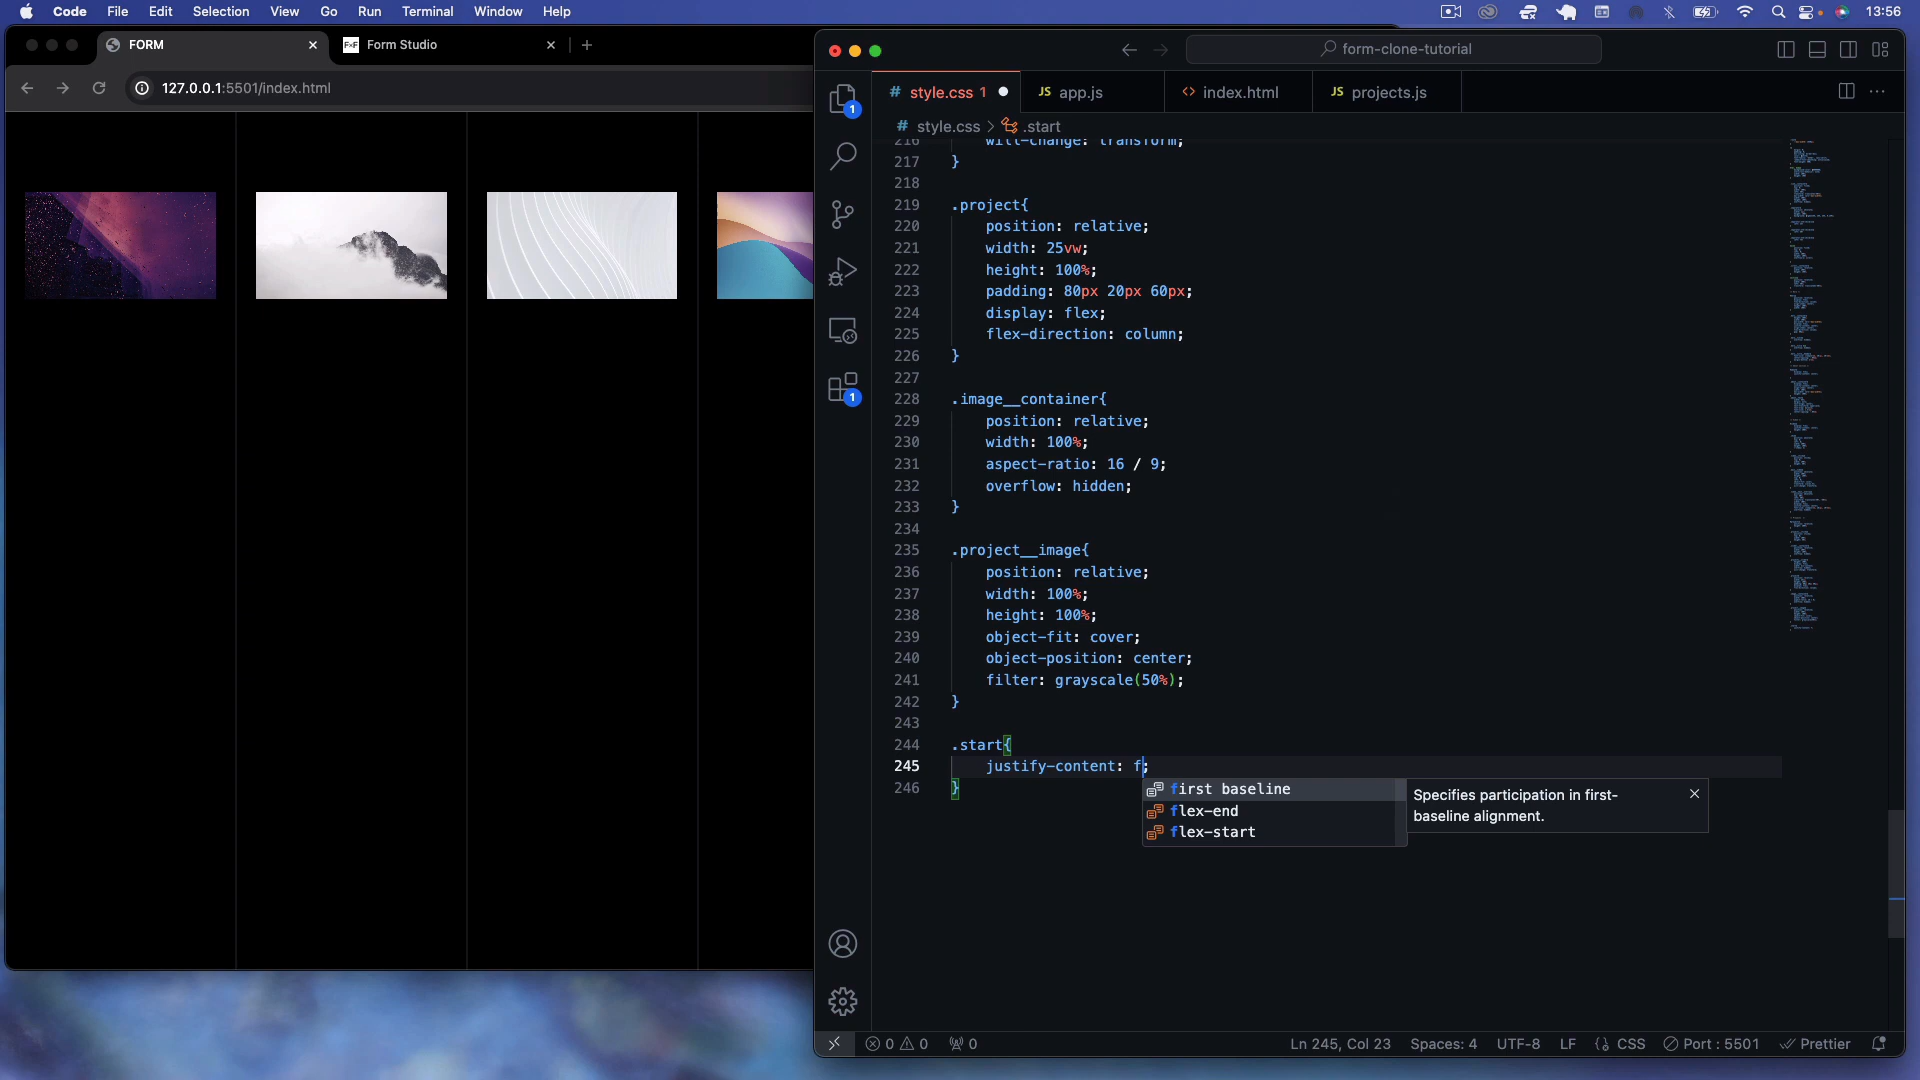 Code File Edit Selection View Go Run Terminal Window Help 13:56
FORM
Form Studio
127.0.0.1:5501/index.html
form-clone-tutorial
# style.css 1
JS app.js
<> index.html
JS projects.js
# style.css > .start
216 will-change: transform;
217 }
218
219 .project{
220 position: relative;
221 width: 25vw;
222 height: 100%;
223 padding: 80px 20px 60px;
224 display: flex;
225 flex-direction: column;
226 }
227
228 .image__container{
229 position: relative;
230 width: 100%;
231 aspect-ratio: 16 / 9;
232 overflow: hidden;
233 }
234
235 .project__image{
236 position: relative;
237 width: 100%;
238 height: 100%;
239 object-fit: cover;
240 object-position: center;
241 filter: grayscale(50%);
242 }
243
244 .start{
245 justify-content: f;
246 }
first baseline
flex-end
flex-start
Specifies participation in first-
baseline alignment.
1
1
0 0 0 Ln 245, Col 23 Spaces: 4 UTF-8 LF {} CSS Port : 5501 Prettier